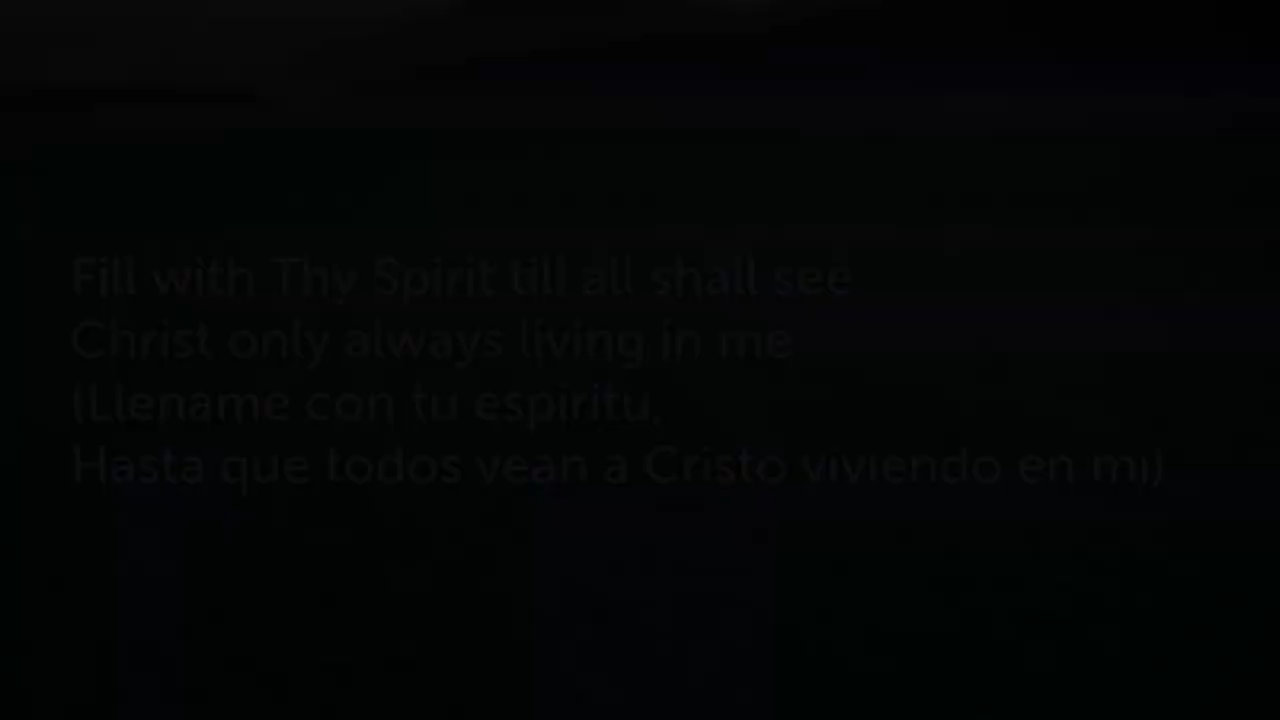 Fill with Thy Spirit till all shall see
Christ only always living in me
(Llename con tu espiritu,
Hasta que todos vean a Cristo viviendo en mi)